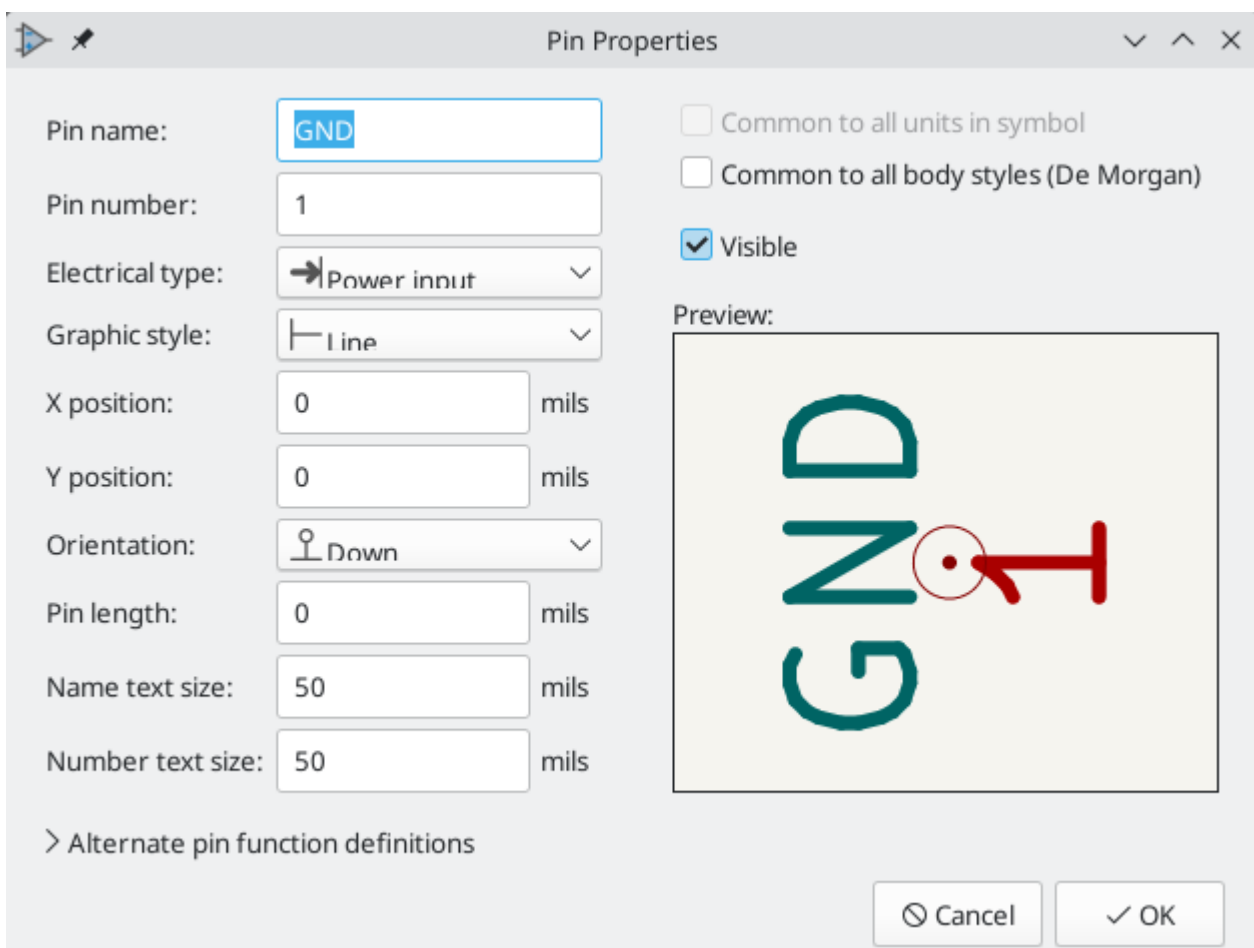 Pin Properties
Pin name:
GND
Common to all units in symbol
Common to all body styles (De Morgan)
Pin number:
1
Visible
Electrical type:
Power input
Graphic style:
Line
Preview:
X position:
0
mils
Y position:
0
mils
Orientation:
Down
Pin length:
0
mils
Name text size:
50
mils
Number text size:
50
mils
GND
1
Alternate pin function definitions
Cancel
OK